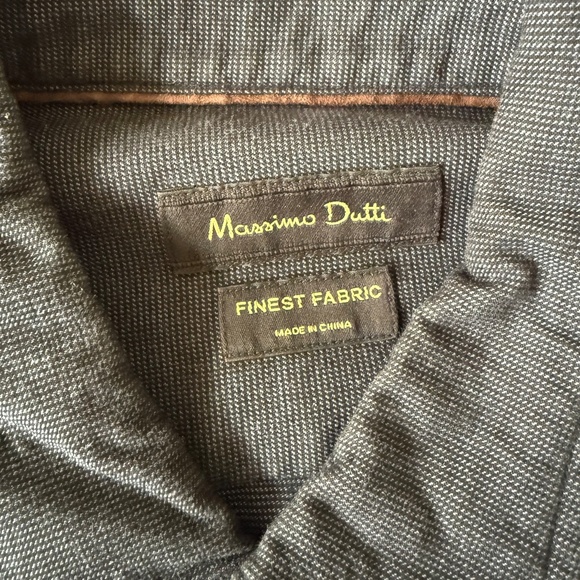 Massimo Dutti
FINEST FABRIC
MADE IN CHINA